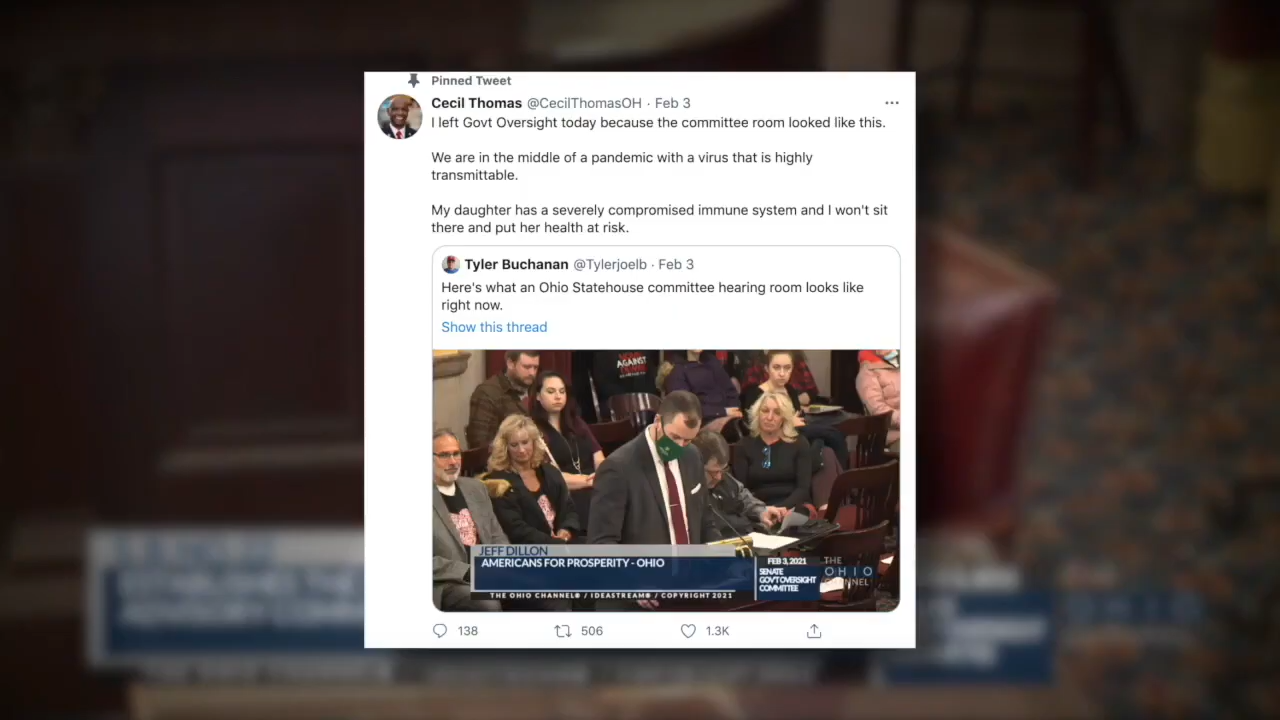 Pinned Tweet
Cecil Thomas @CecilThomasOH · Feb 3
I left Govt Oversight today because the committee room looked like this.
We are in the middle of a pandemic with a virus that is highly
transmittable.
My daughter has a severely compromised immune system and I won't sit
there and put her health at risk.
Tyler Buchanan @Tylerjoelb · Feb 3
Here's what an Ohio Statehouse committee hearing room looks like
right now.
Show this thread
AGAINST
JEFF DILLON
AMERICANS FOR PROSPERITY - OHIO
FEB 3, 2021
SENATE
GOV'T OVERSIGHT
COMMITTEE
THE
OHIO
CHANNEL
THE OHIO CHANNEL® / IDEASTREAM® / COPYRIGHT 2021
138
506
1.3K